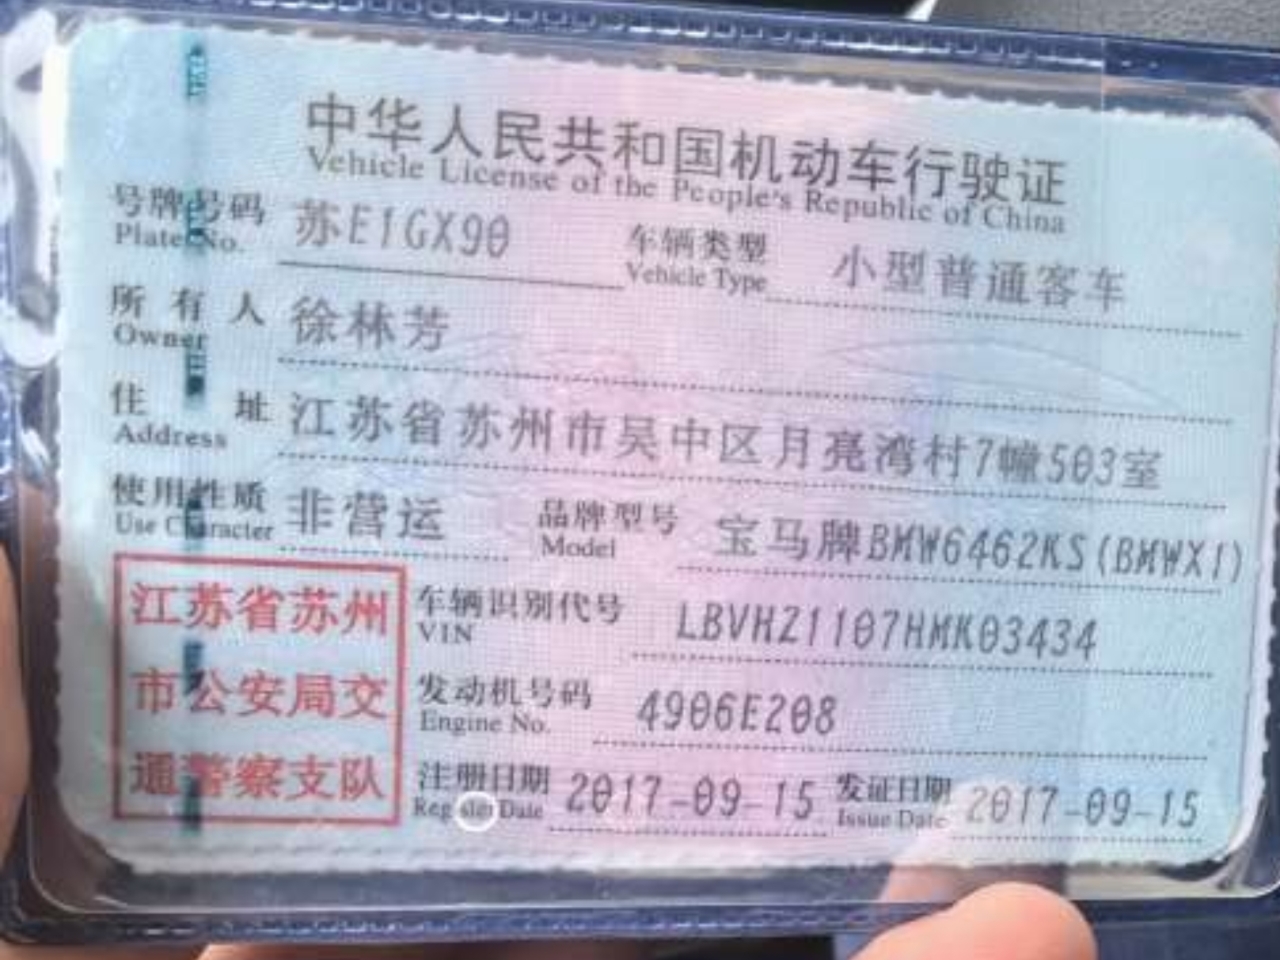 中华人民共和国机动车行驶证
Vehicle License of the People's Republic of China
号牌号码 苏E1GX90 车辆类型 小型普通客车
Plate No. Vehicle Type
所有人 徐林芳
Owner
住址 江苏省苏州市吴中区月亮湾村7幢503室
Address
使用性质 非营运 品牌型号 宝马牌BMW6462KS(BMWX1)
Use Character Model
江苏省苏州
市公安局交
通警察支队
车辆识别代号 LBVHZ1107HMK03434
VIN
发动机号码 4906E208
Engine No.
注册日期 2017-09-15 发证日期 2017-09-15
Register Date Issue Date